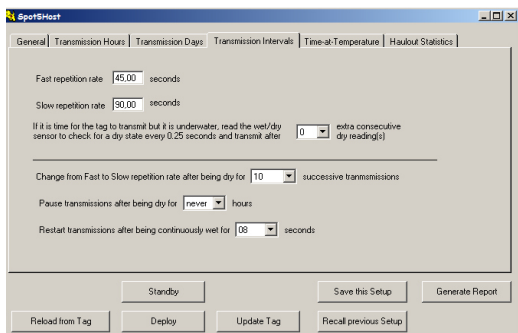 Spot5Host
General Transmission Hours Transmission Days Transmission Intervals Time-at-Temperature Haulout Statistics
Fast repetition rate 45,00 seconds
Slow repetition rate 90,00 seconds
If it is time for the tag to transmit but it is underwater, read the wet/dry
sensor to check for a dry state every 0.25 seconds and transmit after 0 extra consecutive
dry reading(s)
Change from Fast to Slow repetition rate after being dry for 10 successive tranmsmissions
Pause transmissions after being dry for never hours
Restart transmissions after being continuously wet for 08 seconds
Standby Save this Setup Generate Report
Reload from Tag Deploy Update Tag Recall previous Setup